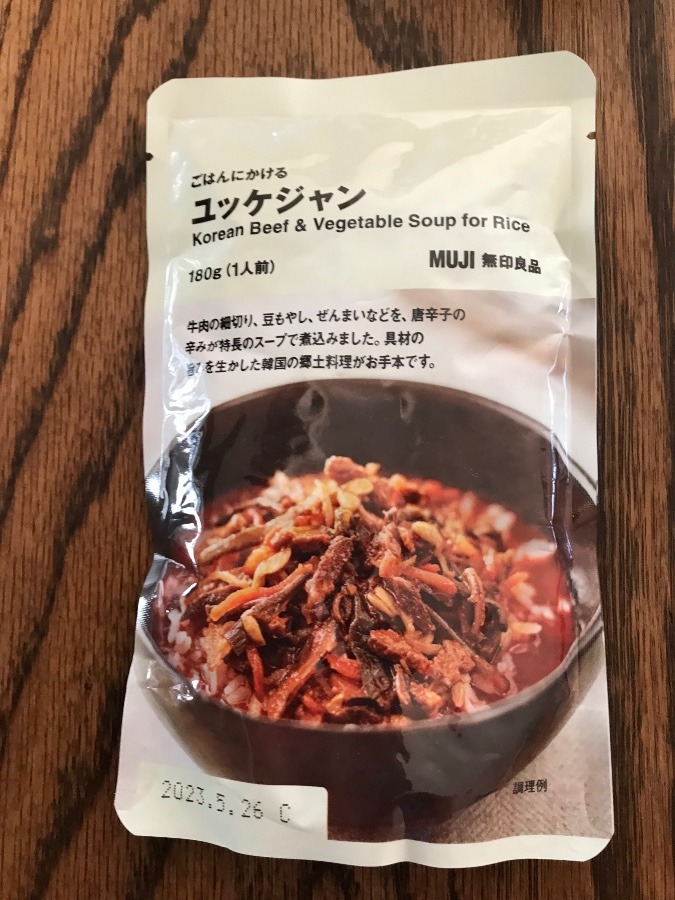 ごはんにかける
ユッケジャン
Korean Beef & Vegetable Soup for Rice
180g (1人前)
MUJI 無印良品
牛肉の細切り、豆もやし、ぜんまいなどを、唐辛子の
辛みが特長のスープで煮込みました。具材の
旨みを生かした韓国の郷土料理がお手本です。
調理例
2023.5.26 C